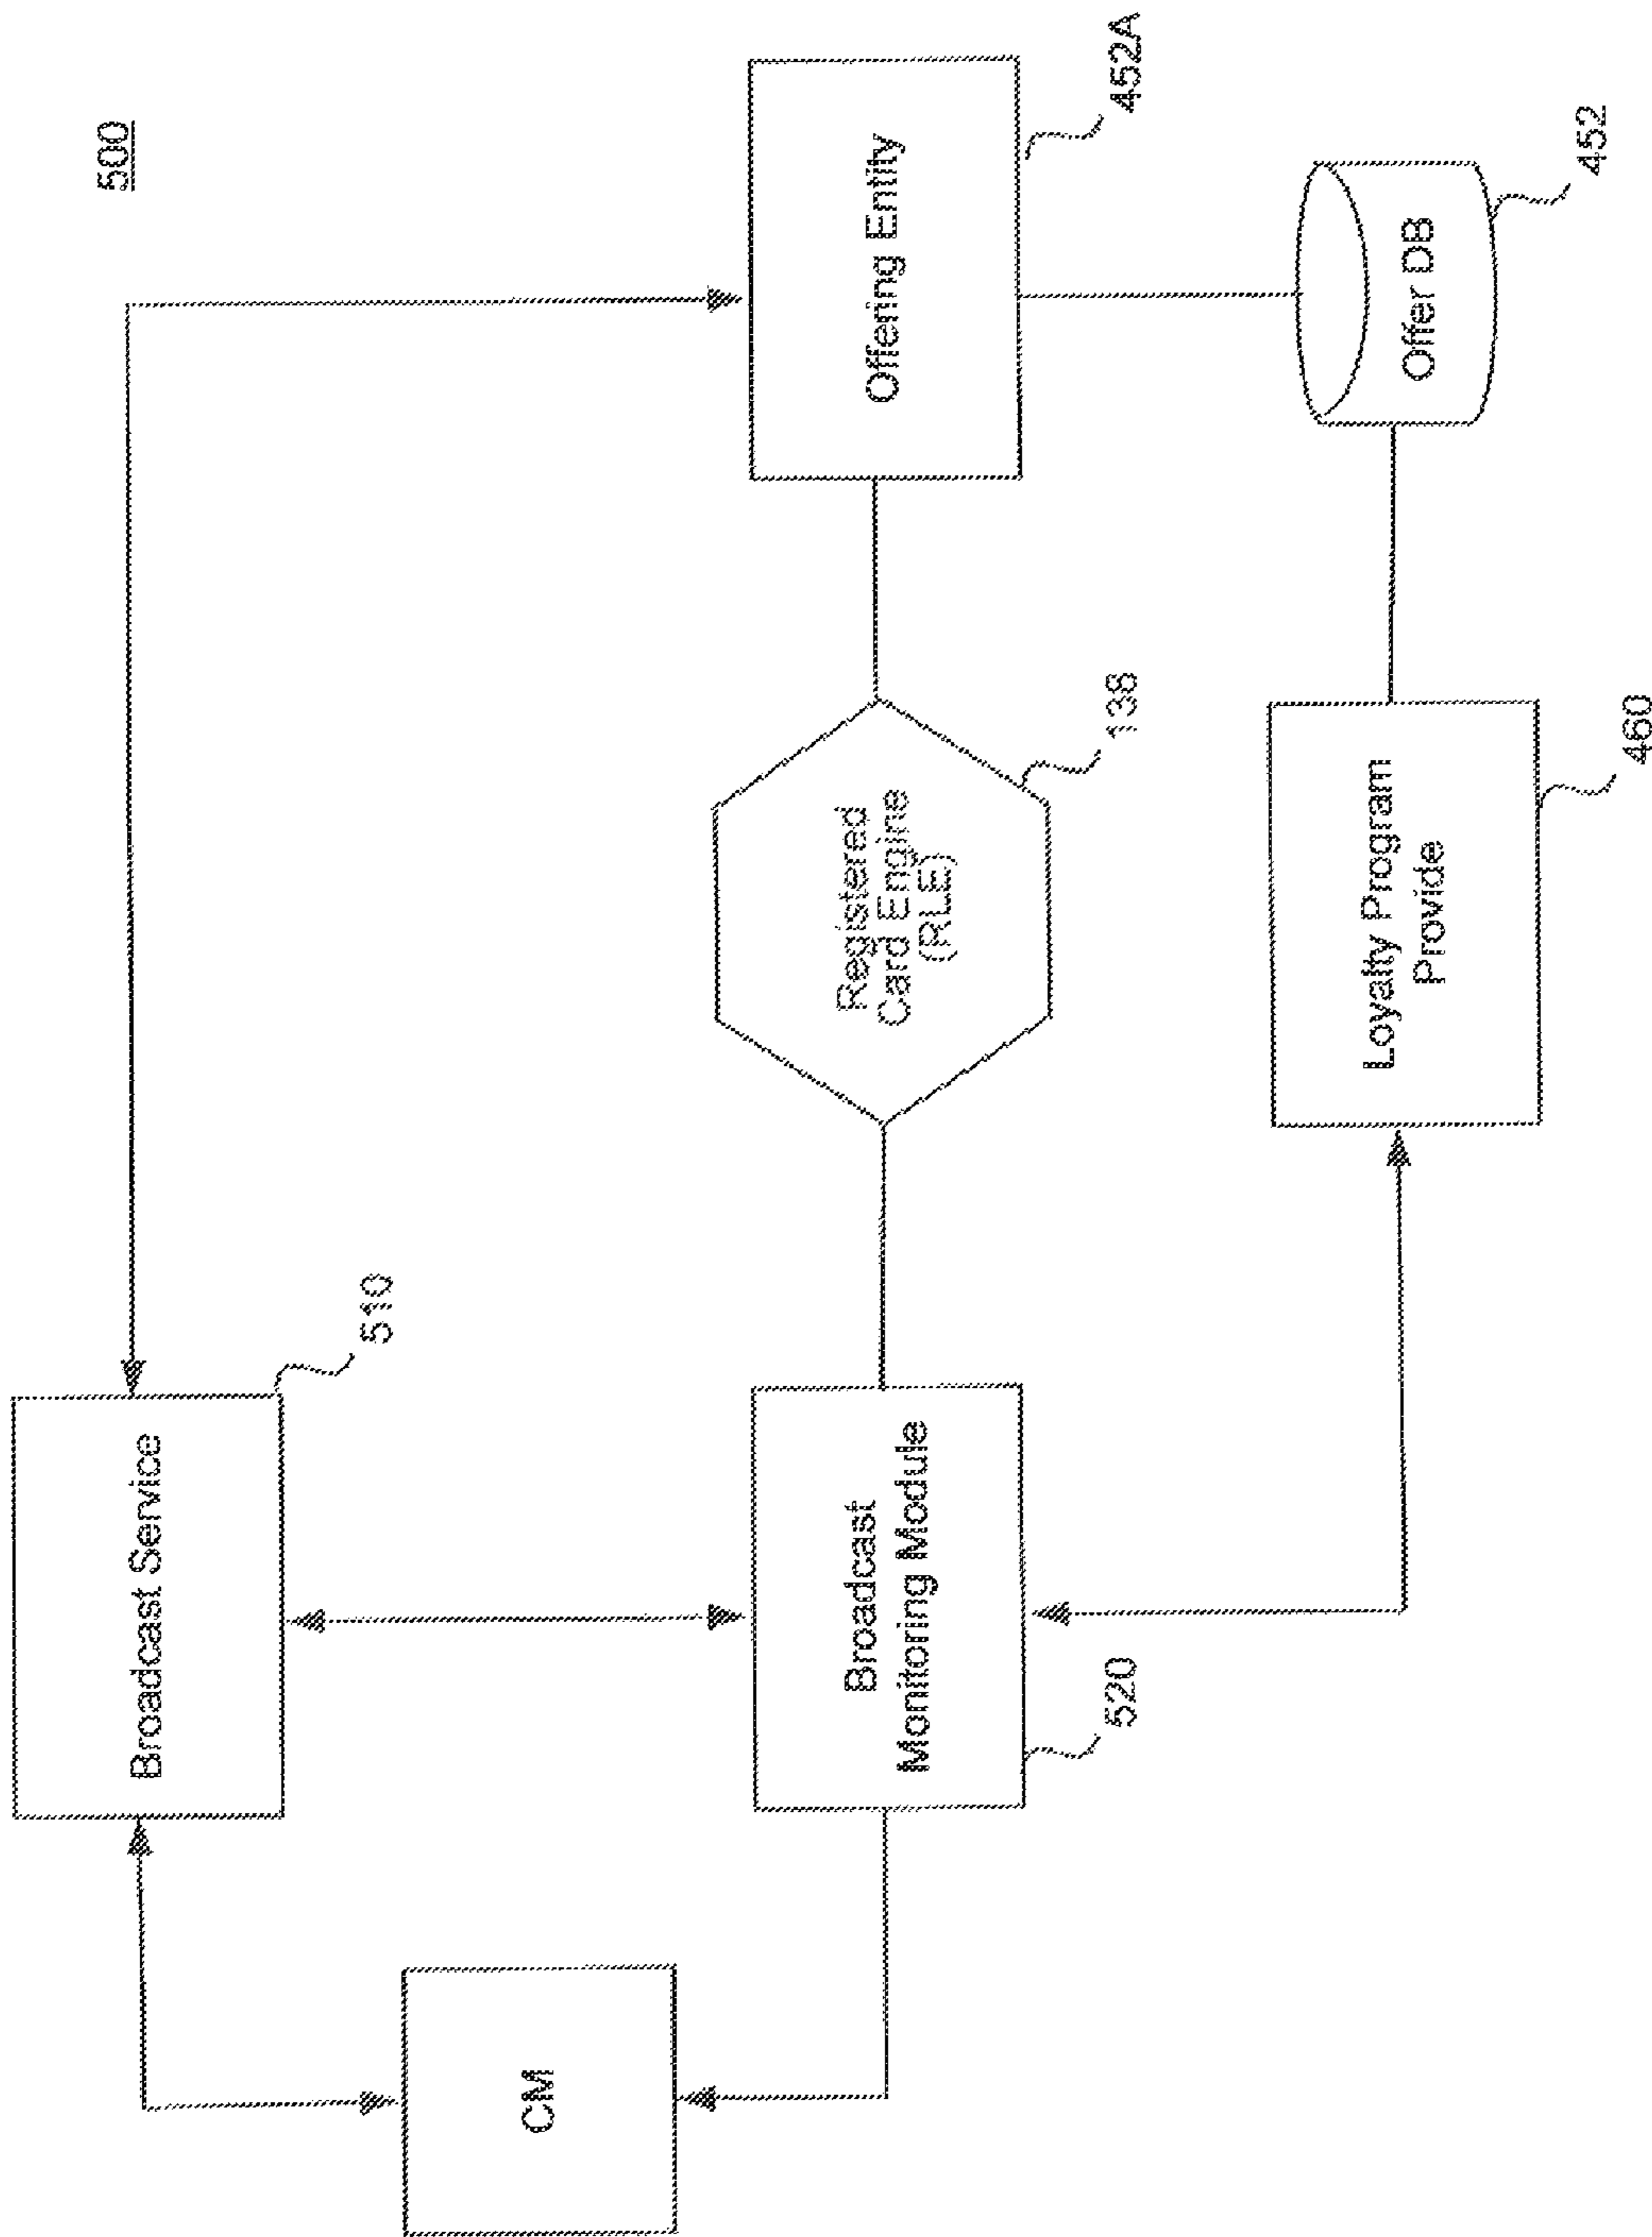 500
Broadcast Service
510
CM
Broadcast
Monitoring Module
520
Registered
Card Engine
(RLE)
138
Offering Entity
452A
Loyalty Program
Provide
460
Offer DB
452